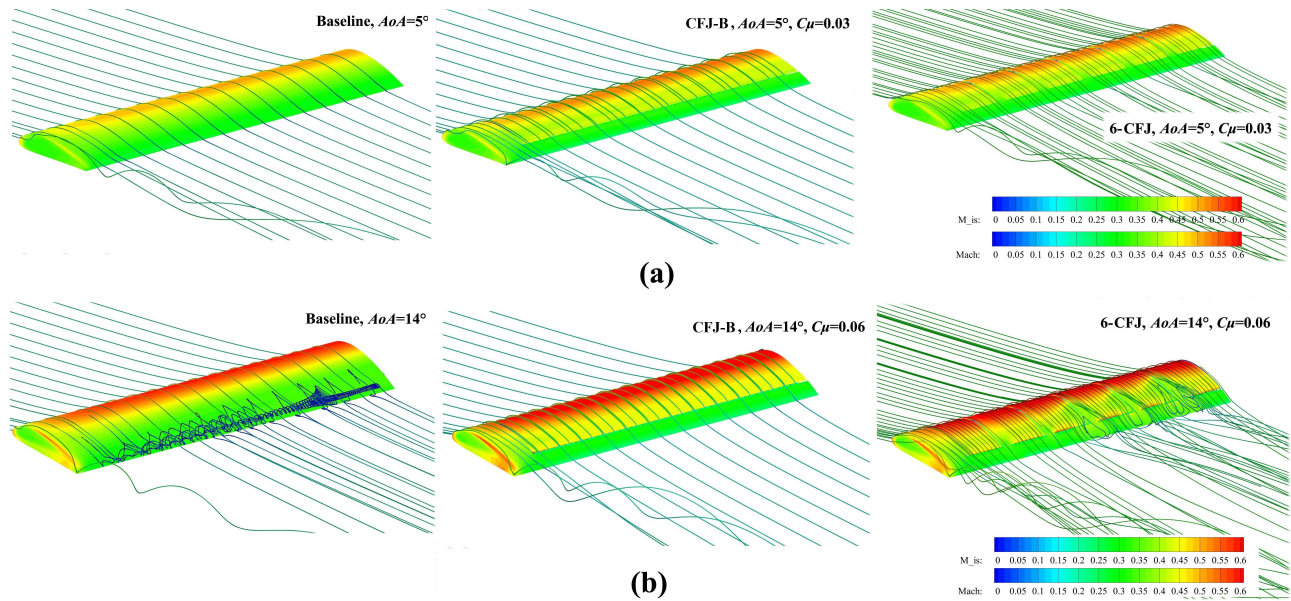 Baseline, AoA=5°
CFJ-B, AoA=5°, Cμ=0.03
6-CFJ, AoA=5°, Cμ=0.03
M_is: 0 0.05 0.1 0.15 0.2 0.25 0.3 0.35 0.4 0.45 0.5 0.55 0.6
Mach: 0 0.05 0.1 0.15 0.2 0.25 0.3 0.35 0.4 0.45 0.5 0.55 0.6
(a)
Baseline, AoA=14°
CFJ-B , AoA=14°, Cμ=0.06
6-CFJ, AoA=14°, Cμ=0.06
M_is: 0 0.05 0.1 0.15 0.2 0.25 0.3 0.35 0.4 0.45 0.5 0.55 0.6
Mach: 0 0.05 0.1 0.15 0.2 0.25 0.3 0.35 0.4 0.45 0.5 0.55 0.6
(b)